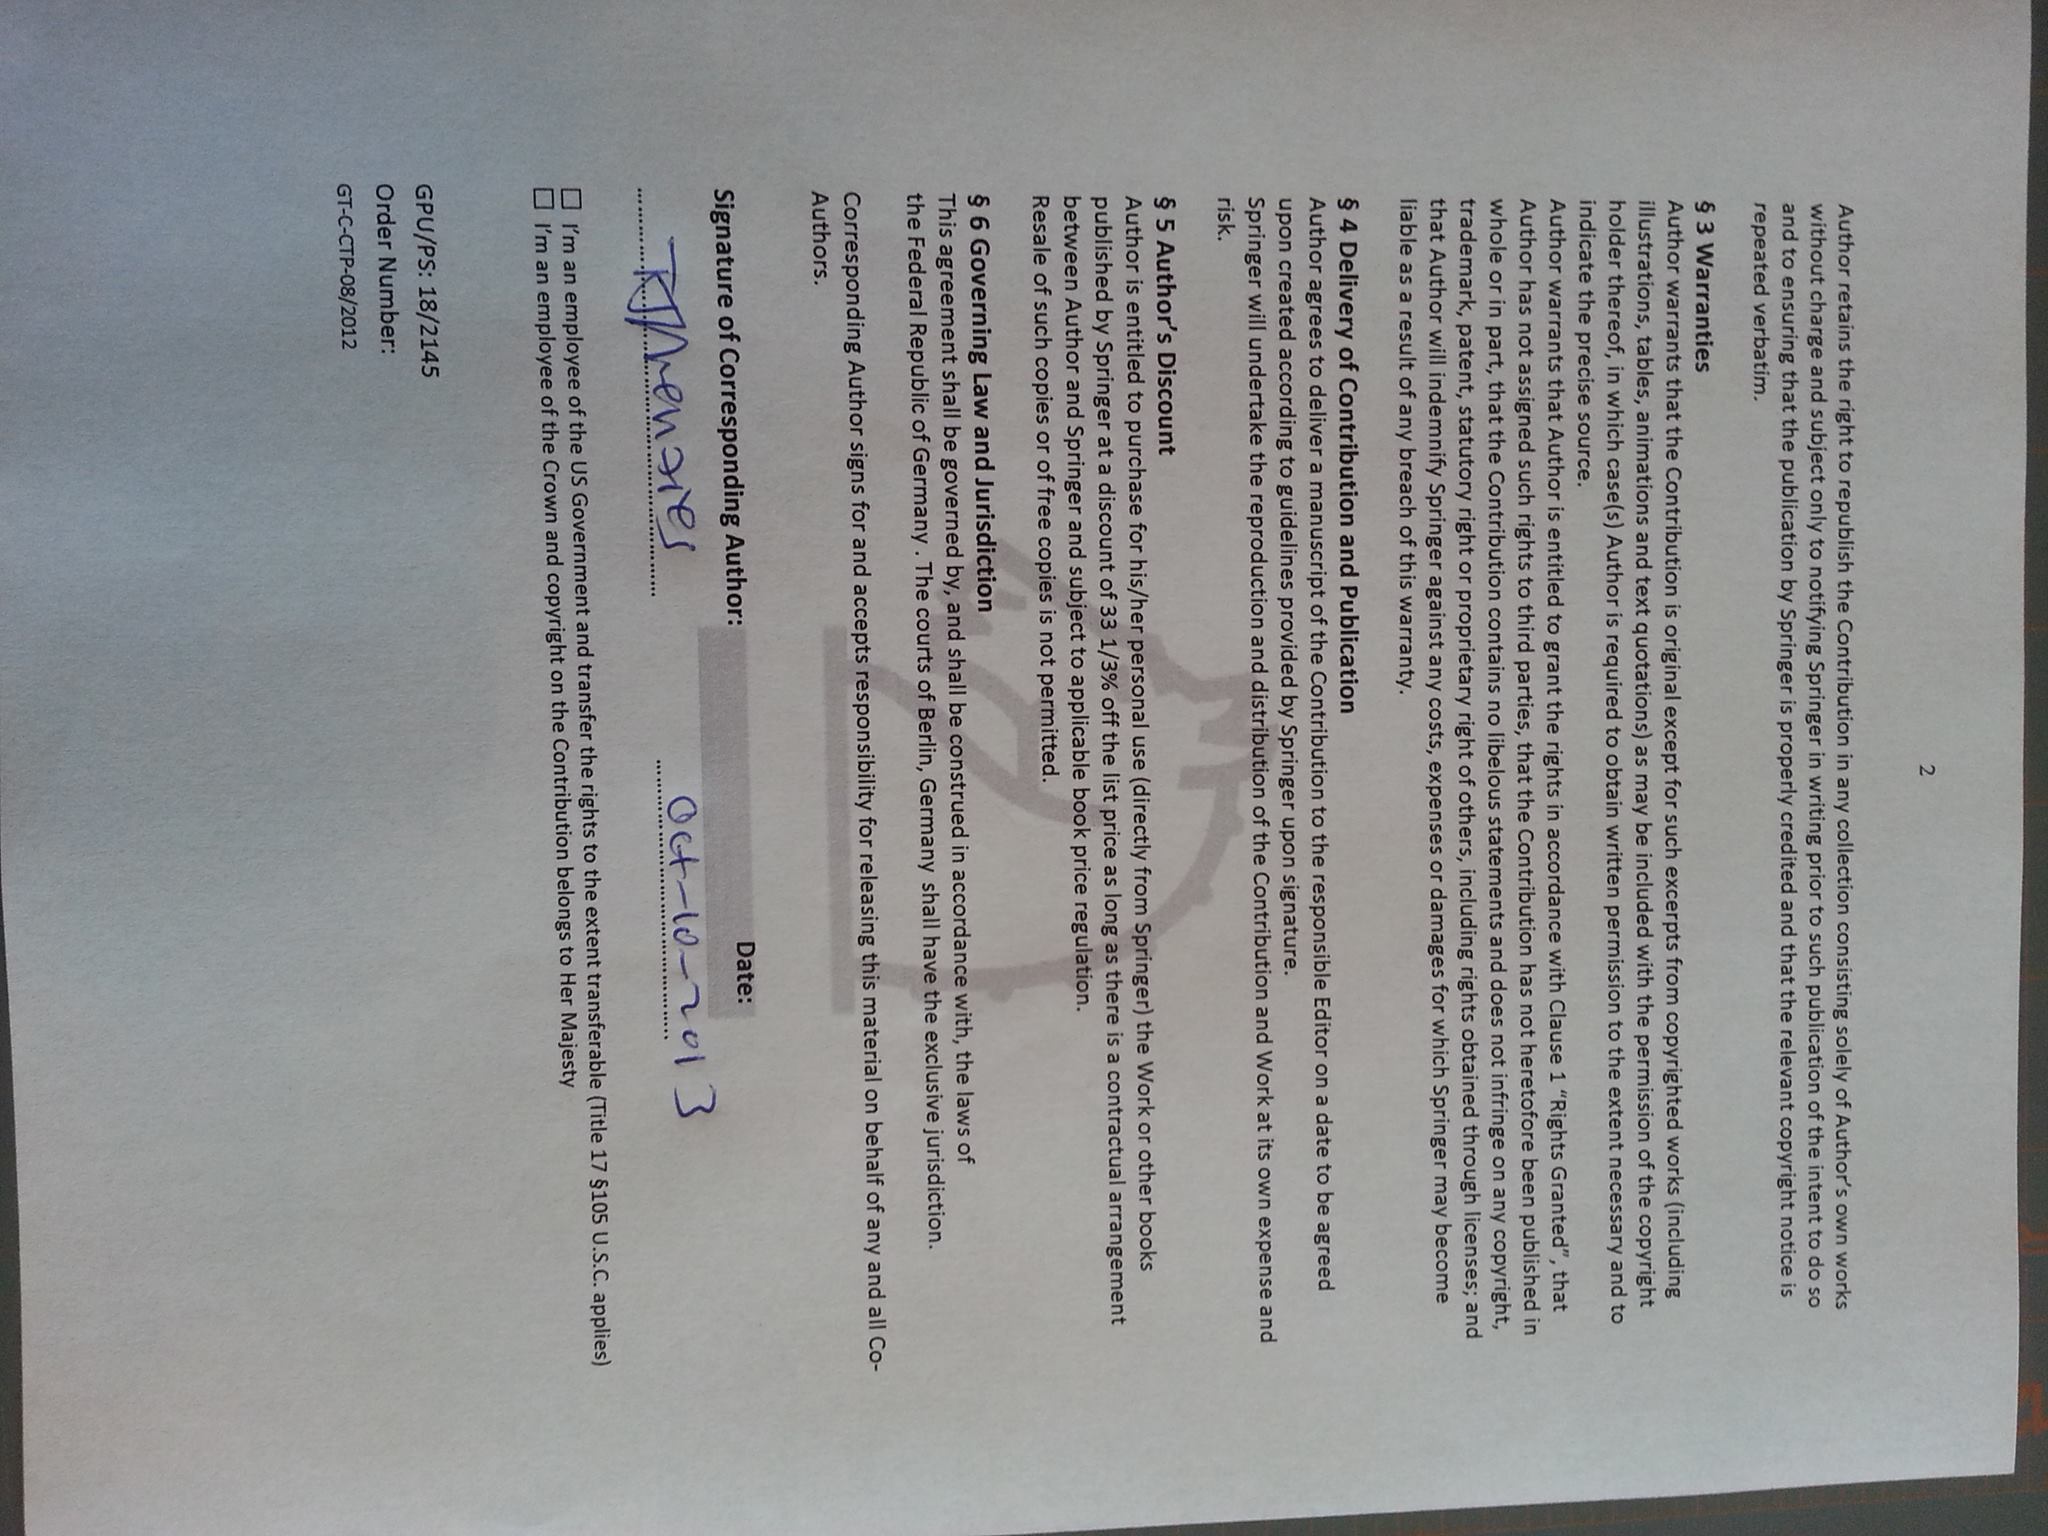 2
Author retains the right to republish the Contribution in any collection consisting solely of Author's own works
without charge and subject only to notifying Springer in writing prior to such publication of the intent to do so
and to ensuring that the publication by Springer is properly credited and that the relevant copyright notice is
repeated verbatim.
§ 3 Warranties
Author warrants that the Contribution is original except for such excerpts from copyrighted works (including
illustrations, tables, animations and text quotations) as may be included with the permission of the copyright
holder thereof, in which case(s) Author is required to obtain written permission to the extent necessary and to
indicate the precise source.
Author warrants that Author is entitled to grant the rights in accordance with Clause 1 “Rights Granted”, that
Author has not assigned such rights to third parties, that the Contribution has not heretofore been published in
whole or in part, that the Contribution contains no libelous statements and does not infringe on any copyright,
trademark, patent, statutory right or proprietary right of others, including rights obtained through licenses; and
that Author will indemnify Springer against any costs, expenses or damages for which Springer may become
liable as a result of any breach of this warranty.
§ 4 Delivery of Contribution and Publication
Author agrees to deliver a manuscript of the Contribution to the responsible Editor on a date to be agreed
upon created according to guidelines provided by Springer upon signature.
Springer will undertake the reproduction and distribution of the Contribution and Work at its own expense and
risk.
§ 5 Author's Discount
Author is entitled to purchase for his/her personal use (directly from Springer) the Work or other books
published by Springer at a discount of 33 1/3% off the list price as long as there is a contractual arrangement
between Author and Springer and subject to applicable book price regulation.
Resale of such copies or of free copies is not permitted.
§ 6 Governing Law and Jurisdiction
This agreement shall be governed by, and shall be construed in accordance with, the laws of
the Federal Republic of Germany . The courts of Berlin, Germany shall have the exclusive jurisdiction.
Corresponding Author signs for and accepts responsibility for releasing this material on behalf of any and all Co-
Authors.
Signature of Corresponding Author: Date:
Oct-10-2013
☐ I'm an employee of the US Government and transfer the rights to the extent transferable (Title 17 §105 U.S.C. applies)
☐ I'm an employee of the Crown and copyright on the Contribution belongs to Her Majesty
GPU/PS: 18/2145
Order Number:
GT-C-CTP-08/2012